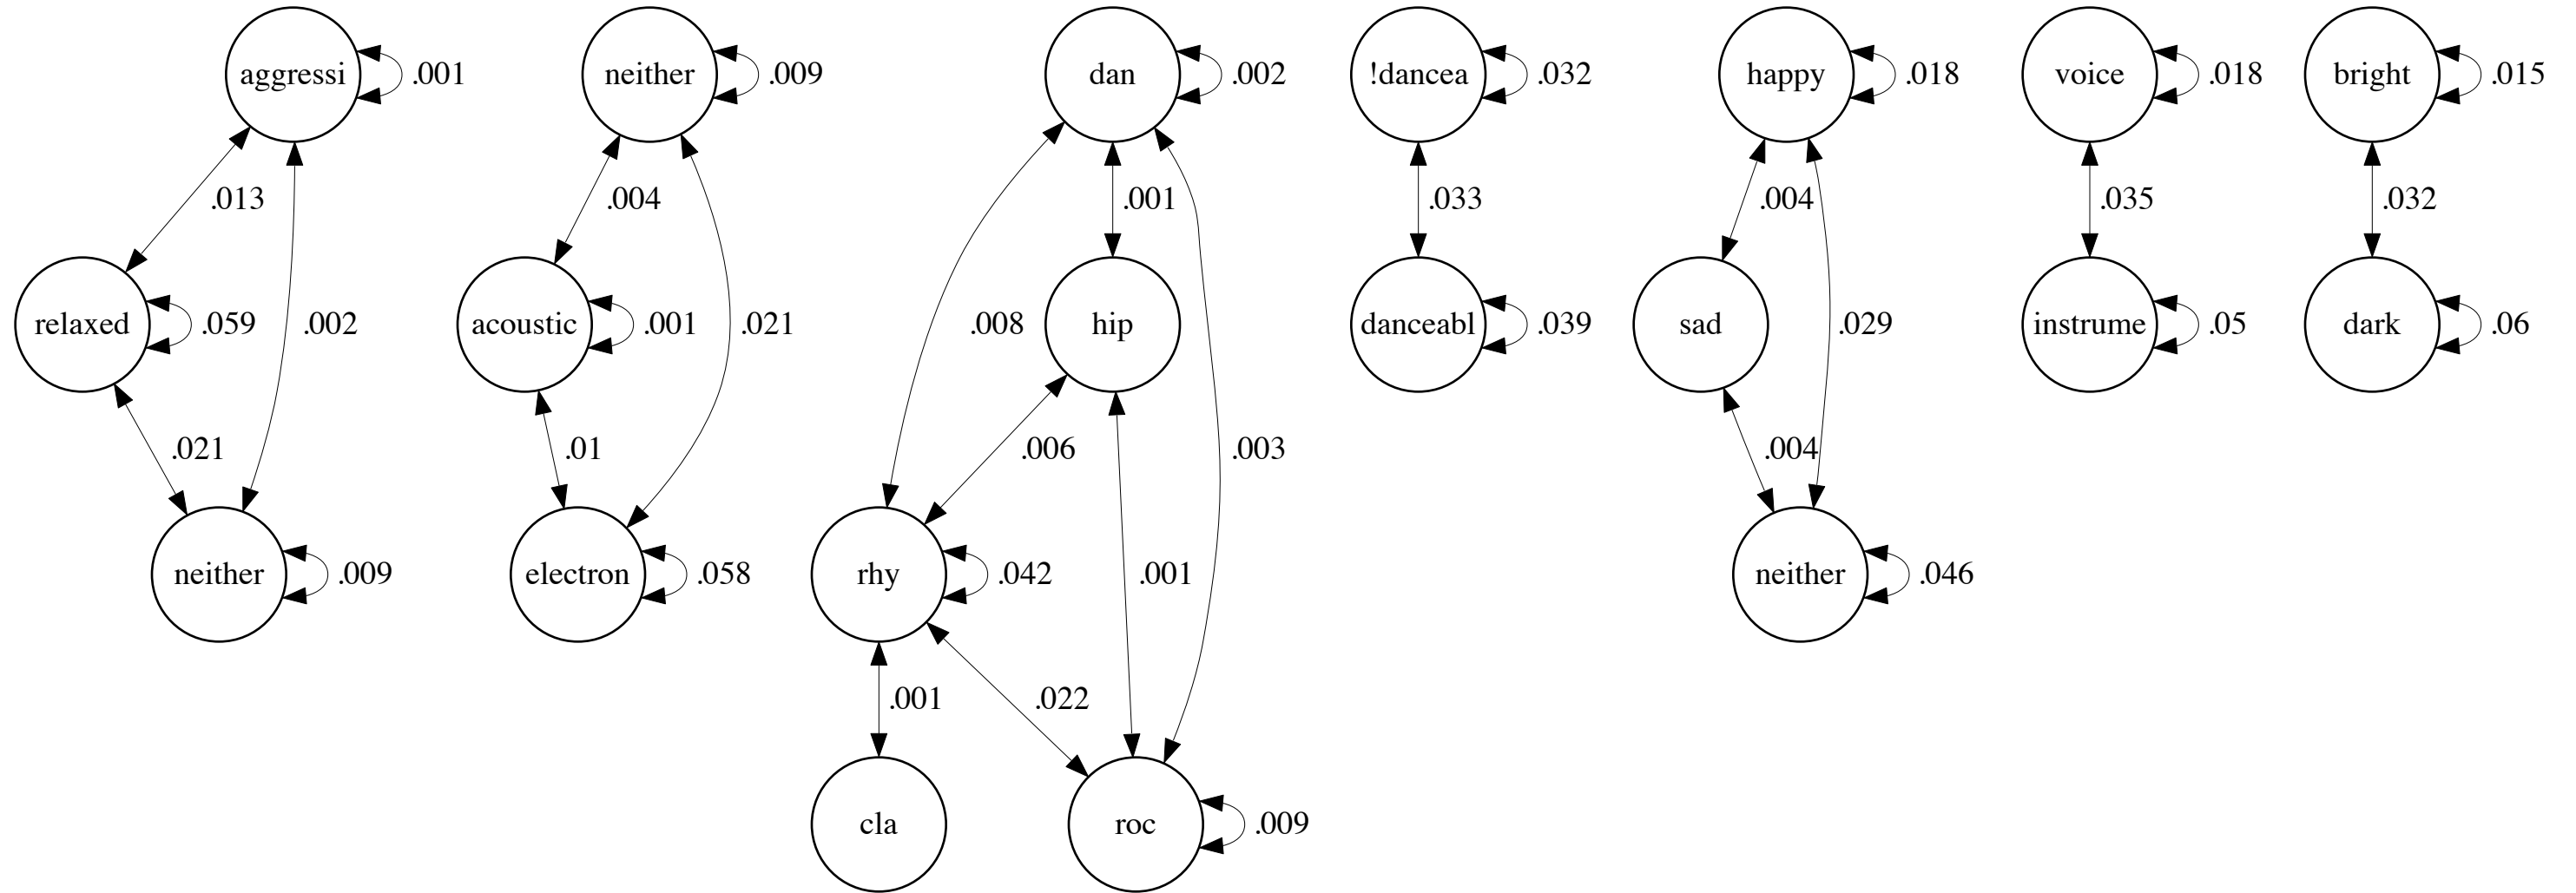 aggressi .001 neither .009 dan .002 !dancea .032 happy .018 voice .018 bright .015
.013 .004 .001 .033 .004 .035 .032
relaxed .059 .002 acoustic .001 .021 .008 hip danceabl .039 sad .029 instrume .05 dark .06
.021 .01 .006 .003 .004
neither .009 electron .058 rhy .042 .001 neither .046
.001 .022
cla roc .009